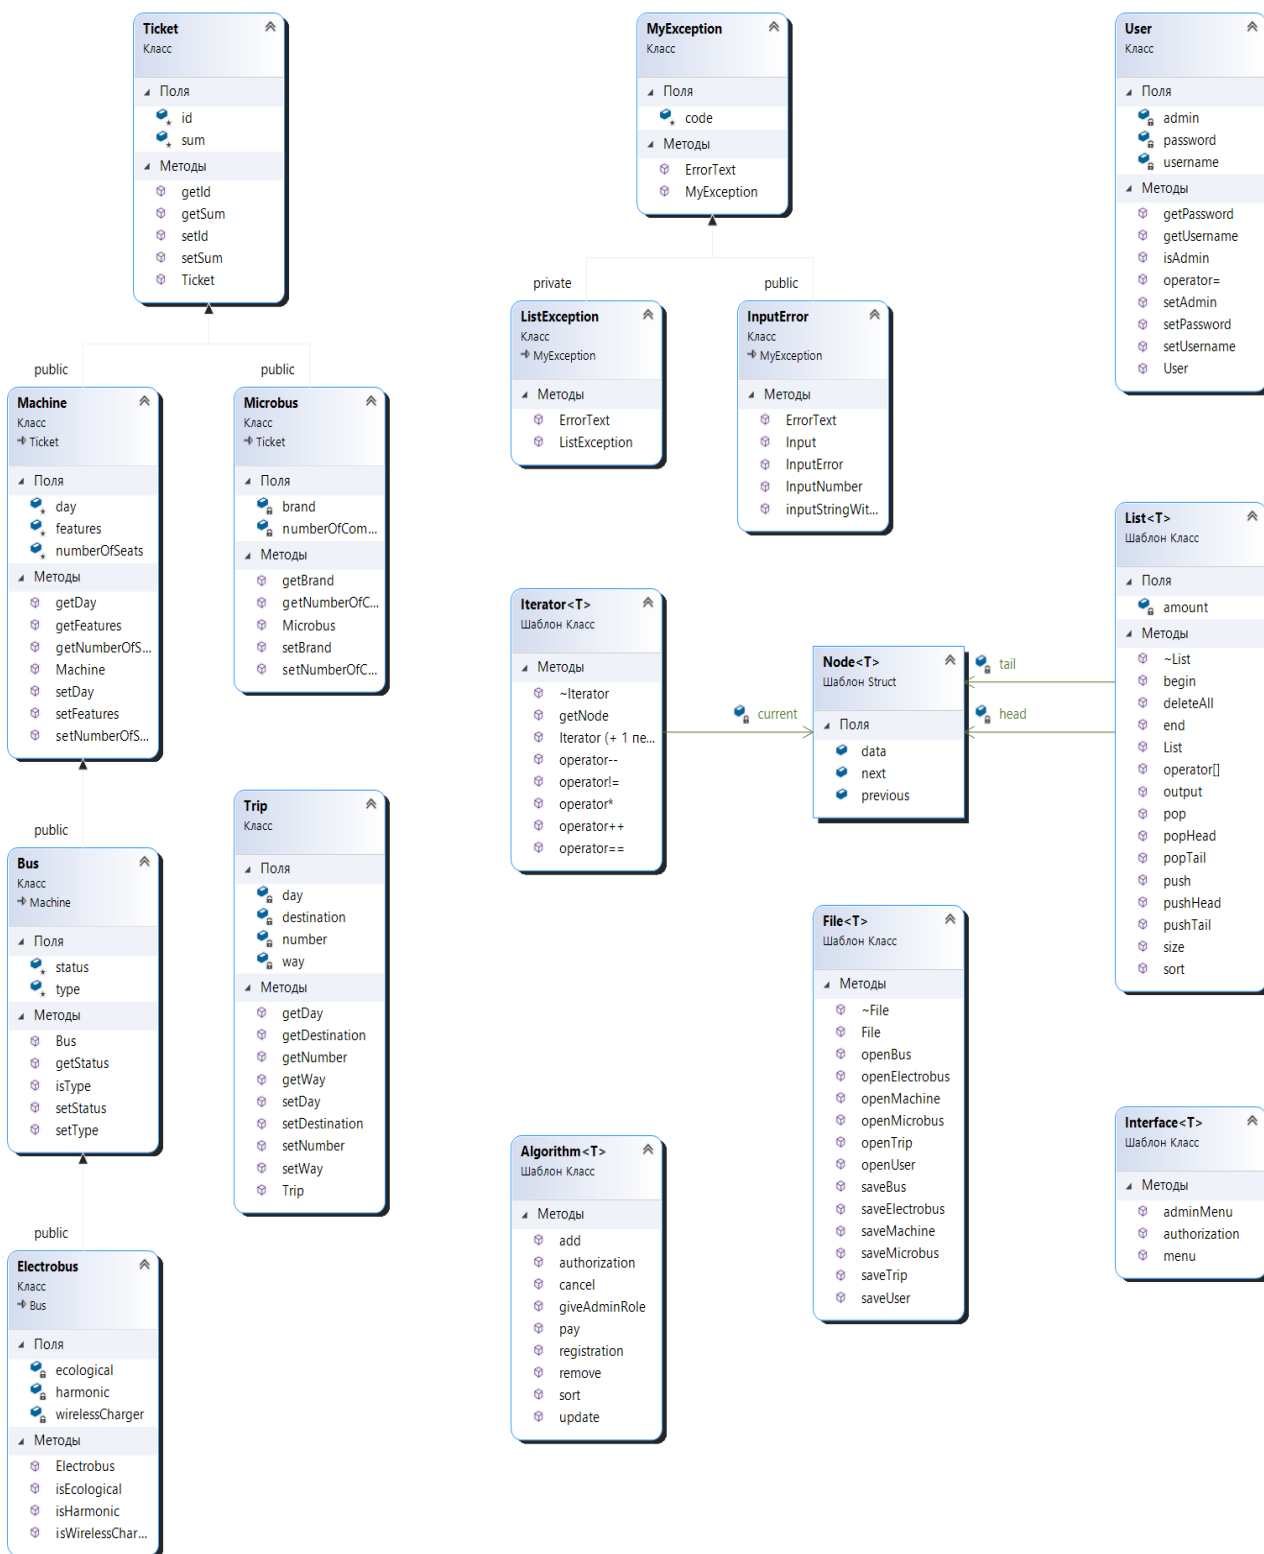 Ticket
Класс
Поля
id
sum
Методы
getId
getSum
setId
setSum
Ticket
public
public
Machine
Класс
Ticket
Поля
day
features
numberOfSeats
Методы
getDay
getFeatures
getNumberOfS...
Machine
setDay
setFeatures
setNumberOfS...
Microbus
Класс
Ticket
Поля
brand
numberOfCom...
Методы
getBrand
getNumberOfC...
Microbus
setBrand
setNumberOfC...
public
Bus
Класс
Machine
Поля
status
type
Методы
Bus
getStatus
isType
setStatus
setType
public
Electrobus
Класс
Bus
Поля
ecological
harmonic
wirelessCharger
Методы
Electrobus
isEcological
isHarmonic
isWirelessChar...
Trip
Класс
Поля
day
destination
number
way
Методы
getDay
getDestination
getNumber
getWay
setDay
setDestination
setNumber
setWay
Trip
MyException
Класс
Поля
code
Методы
ErrorText
MyException
private
public
ListException
Класс
MyException
Методы
ErrorText
ListException
InputError
Класс
MyException
Методы
ErrorText
Input
InputError
InputNumber
inputStringWit...
Iterator<T>
Шаблон Класс
Методы
~Iterator
getNode
Iterator (+ 1 пе...
operator--
operator!=
operator*
operator++
operator==
current
Node<T>
Шаблон Struct
Поля
data
next
previous
tail
head
File<T>
Шаблон Класс
Методы
~File
File
openBus
openElectrobus
openMachine
openMicrobus
openTrip
openUser
saveBus
saveElectrobus
saveMachine
saveMicrobus
saveTrip
saveUser
Algorithm<T>
Шаблон Класс
Методы
add
authorization
cancel
giveAdminRole
pay
registration
remove
sort
update
User
Класс
Поля
admin
password
username
Методы
getPassword
getUsername
isAdmin
operator=
setAdmin
setPassword
setUsername
User
List<T>
Шаблон Класс
Поля
amount
Методы
~List
begin
deleteAll
end
List
operator[]
output
pop
popHead
popTail
push
pushHead
pushTail
size
sort
Interface<T>
Шаблон Класс
Методы
adminMenu
authorization
menu